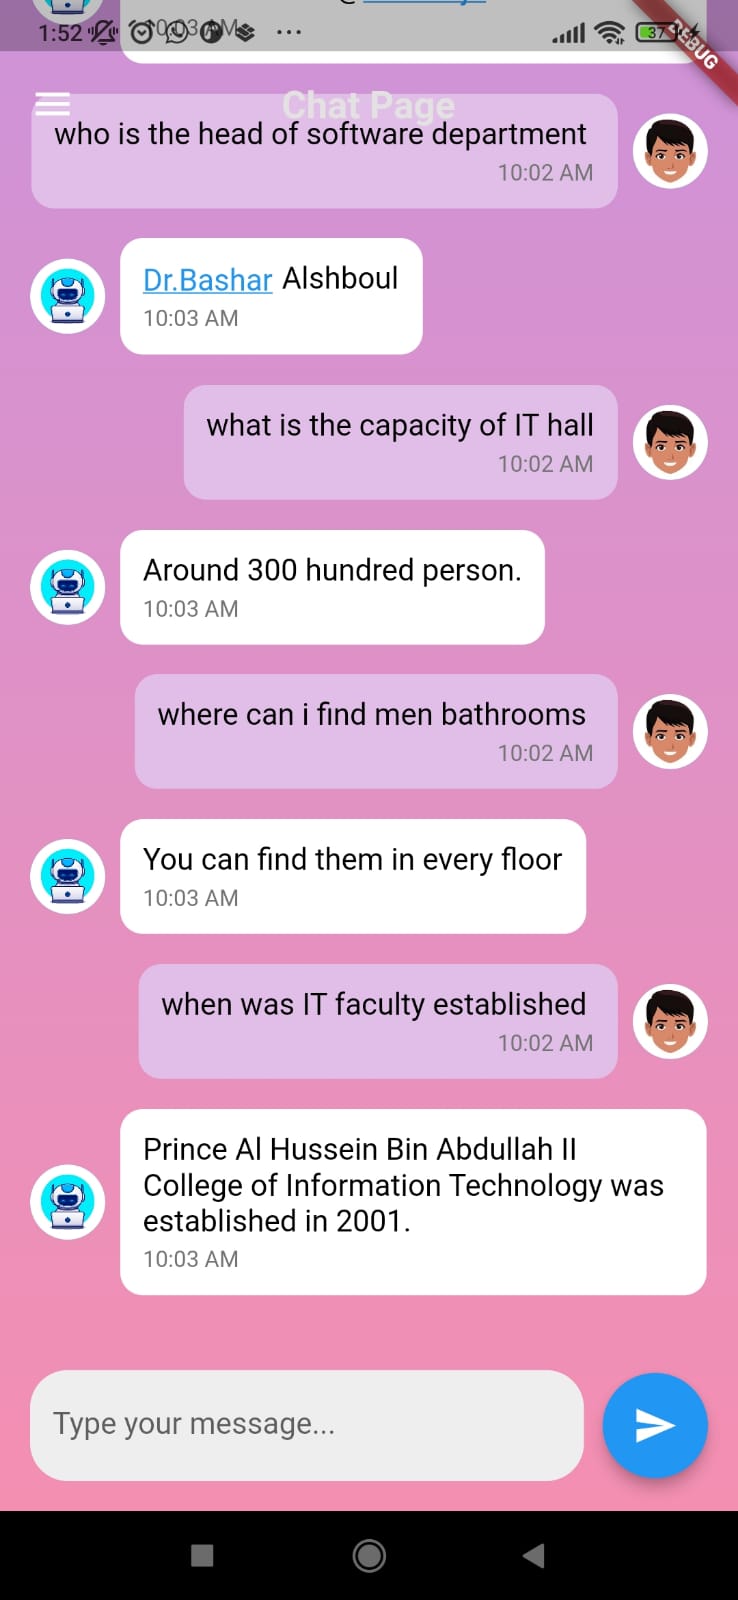 1:52
10:03 AM
37
DEBUG
Chat Page
who is the head of software department
10:02 AM
Dr.Bashar Alshboul
10:03 AM
what is the capacity of IT hall
10:02 AM
Around 300 hundred person.
10:03 AM
where can i find men bathrooms
10:02 AM
You can find them in every floor
10:03 AM
when was IT faculty established
10:02 AM
Prince Al Hussein Bin Abdullah II
College of Information Technology was
established in 2001.
10:03 AM
Type your message...